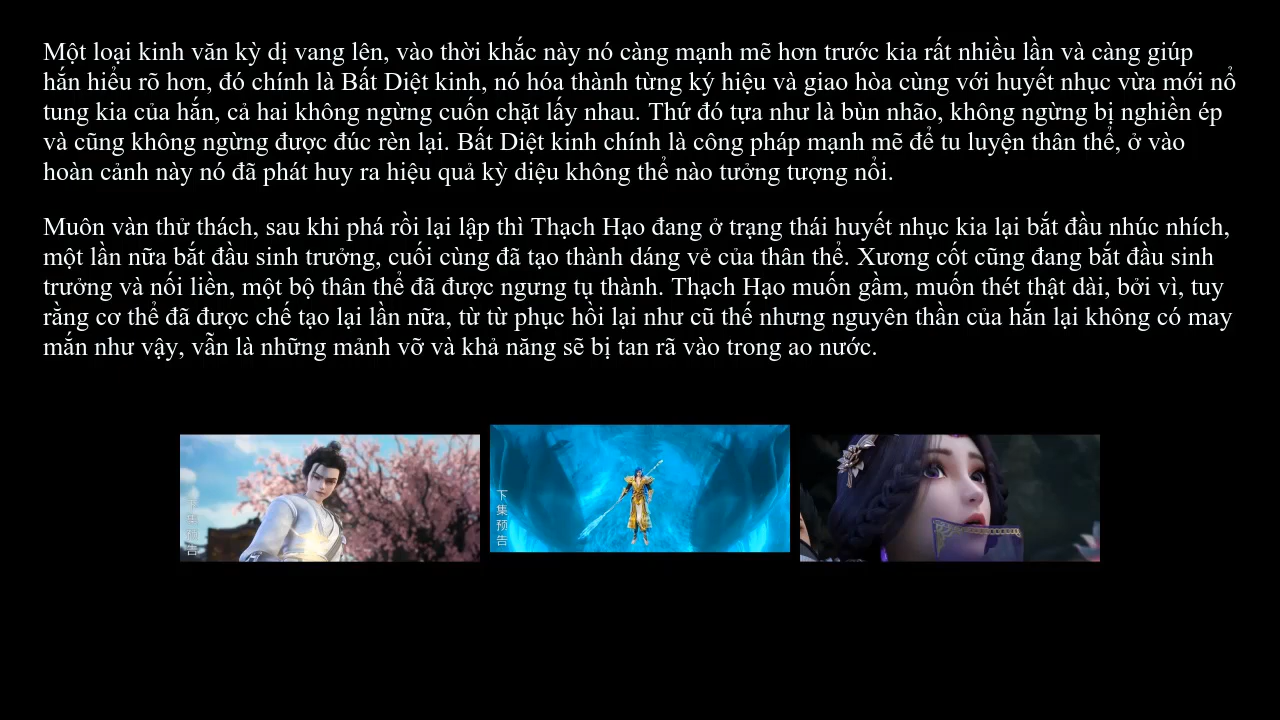 Một loại kinh văn kỳ dị vang lên, vào thời khắc này nó càng mạnh mẽ hơn trước kia rất nhiều lần và càng giúp
hắn hiểu rõ hơn, đó chính là Bất Diệt kinh, nó hóa thành từng ký hiệu và giao hòa cùng với huyết nhục vừa mới nổ
tung kia của hắn, cả hai không ngừng cuốn chặt lấy nhau. Thứ đó tựa như là bùn nhão, không ngừng bị nghiền ép
và cũng không ngừng được đúc rèn lại. Bất Diệt kinh chính là công pháp mạnh mẽ để tu luyện thân thể, ở vào
hoàn cảnh này nó đã phát huy ra hiệu quả kỳ diệu không thể nào tưởng tượng nổi.
Muôn vàn thử thách, sau khi phá rồi lại lập thì Thạch Hạo đang ở trạng thái huyết nhục kia lại bắt đầu nhúc nhích,
một lần nữa bắt đầu sinh trưởng, cuối cùng đã tạo thành dáng vẻ của thân thể. Xương cốt cũng đang bắt đầu sinh
trưởng và nối liền, một bộ thân thể đã được ngưng tụ thành. Thạch Hạo muốn gầm, muốn thét thật dài, bởi vì, tuy
rằng cơ thể đã được chế tạo lại lần nữa, từ từ phục hồi lại như cũ thế nhưng nguyên thần của hắn lại không có may
mắn như vậy, vẫn là những mảnh vỡ và khả năng sẽ bị tan rã vào trong ao nước.
下集预告
下集预告